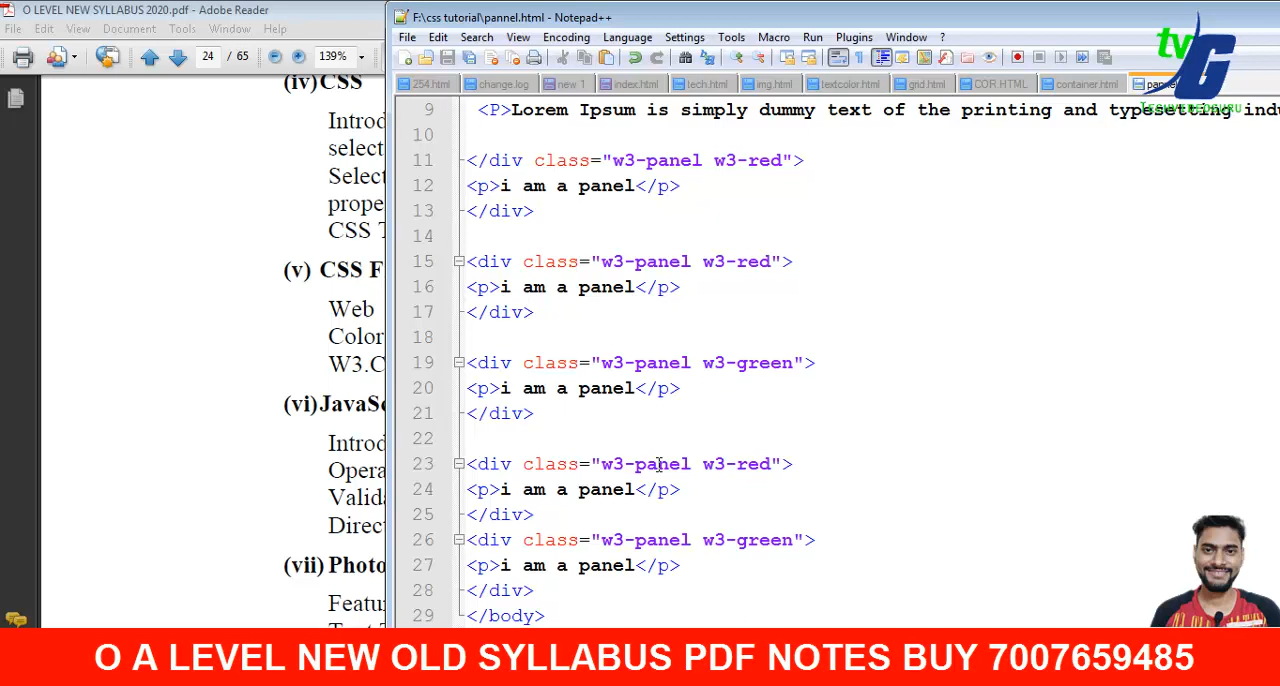 O LEVEL NEW SYLLABUS 2020.pdf - Adobe Reader
File Edit View Document Tools Window Help
24 / 65 139%
(iv) CSS
Introd
select
Select
prope
CSS T
(v) CSS F
Web
Color
W3.C
(vi) JavaSc
Introd
Opera
Valida
Direc
(vii) Photo
Featur
F:\css tutorial\pannel.html - Notepad++
File Edit Search View Encoding Language Settings Tools Macro Run Plugins Window ?
254.html change.log new 1 index.html tech.html img.html textcolor.html grid.html COR.HTML container.html
tv G
TECHVIDEOGURU
9 <P>Lorem Ipsum is simply dummy text of the printing and typesetting indu
10
11 </div class="w3-panel w3-red">
12 <p>i am a panel</p>
13 </div>
14
15 <div class="w3-panel w3-red">
16 <p>i am a panel</p>
17 </div>
18
19 <div class="w3-panel w3-green">
20 <p>i am a panel</p>
21 </div>
22
23 <div class="w3-panel w3-red">
24 <p>i am a panel</p>
25 </div>
26 <div class="w3-panel w3-green">
27 <p>i am a panel</p>
28 </div>
29 </body>
O A LEVEL NEW OLD SYLLABUS PDF NOTES BUY 7007659485